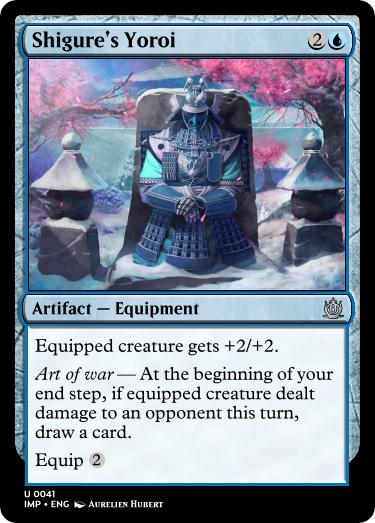 Shigure's Yoroi 2
Artifact — Equipment
Equipped creature gets +2/+2.
Art of war — At the beginning of your
end step, if equipped creature dealt
damage to an opponent this turn,
draw a card.
Equip 2
U 0041
IMP • ENG Aurelien Hubert